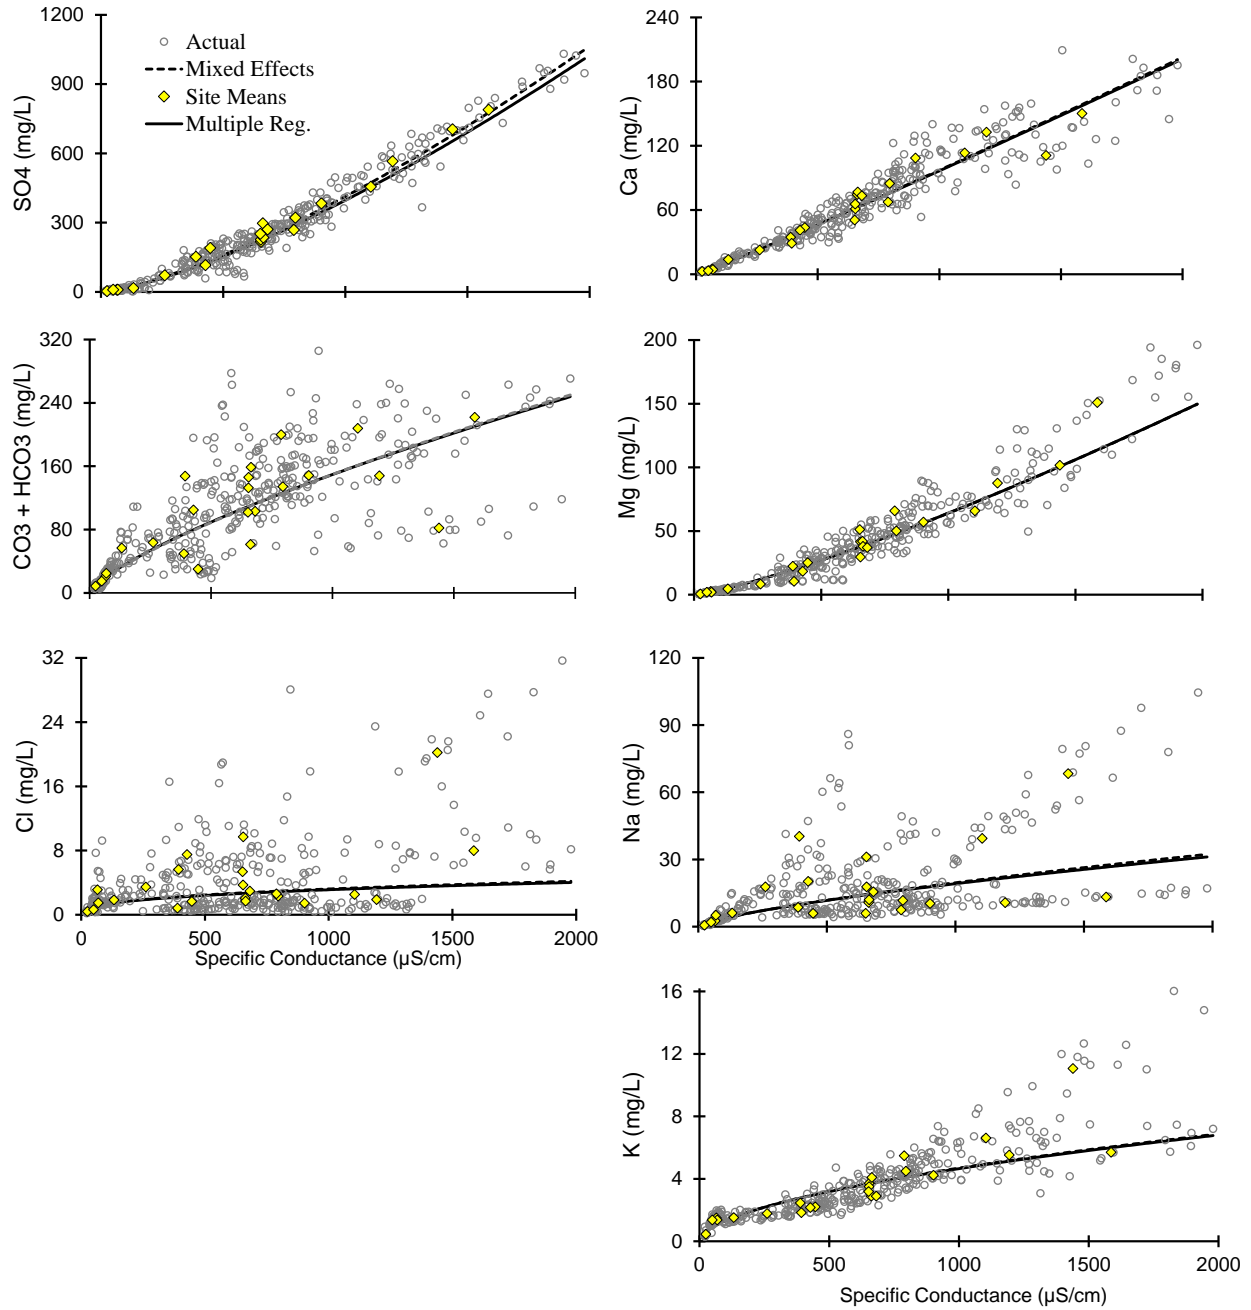 1200
900
600
300
0
SO4 (mg/L)
Actual
Mixed Effects
Site Means
Multiple Reg.
240
180
120
60
0
Ca (mg/L)
320
240
160
80
0
CO3 + HCO3 (mg/L)
200
150
100
50
0
Mg (mg/L)
32
24
16
8
0
Cl (mg/L)
0 500 1000 1500 2000
Specific Conductance (µS/cm)
120
90
60
30
0
Na (mg/L)
16
12
8
4
0
K (mg/L)
0 500 1000 1500 2000
Specific Conductance (µS/cm)